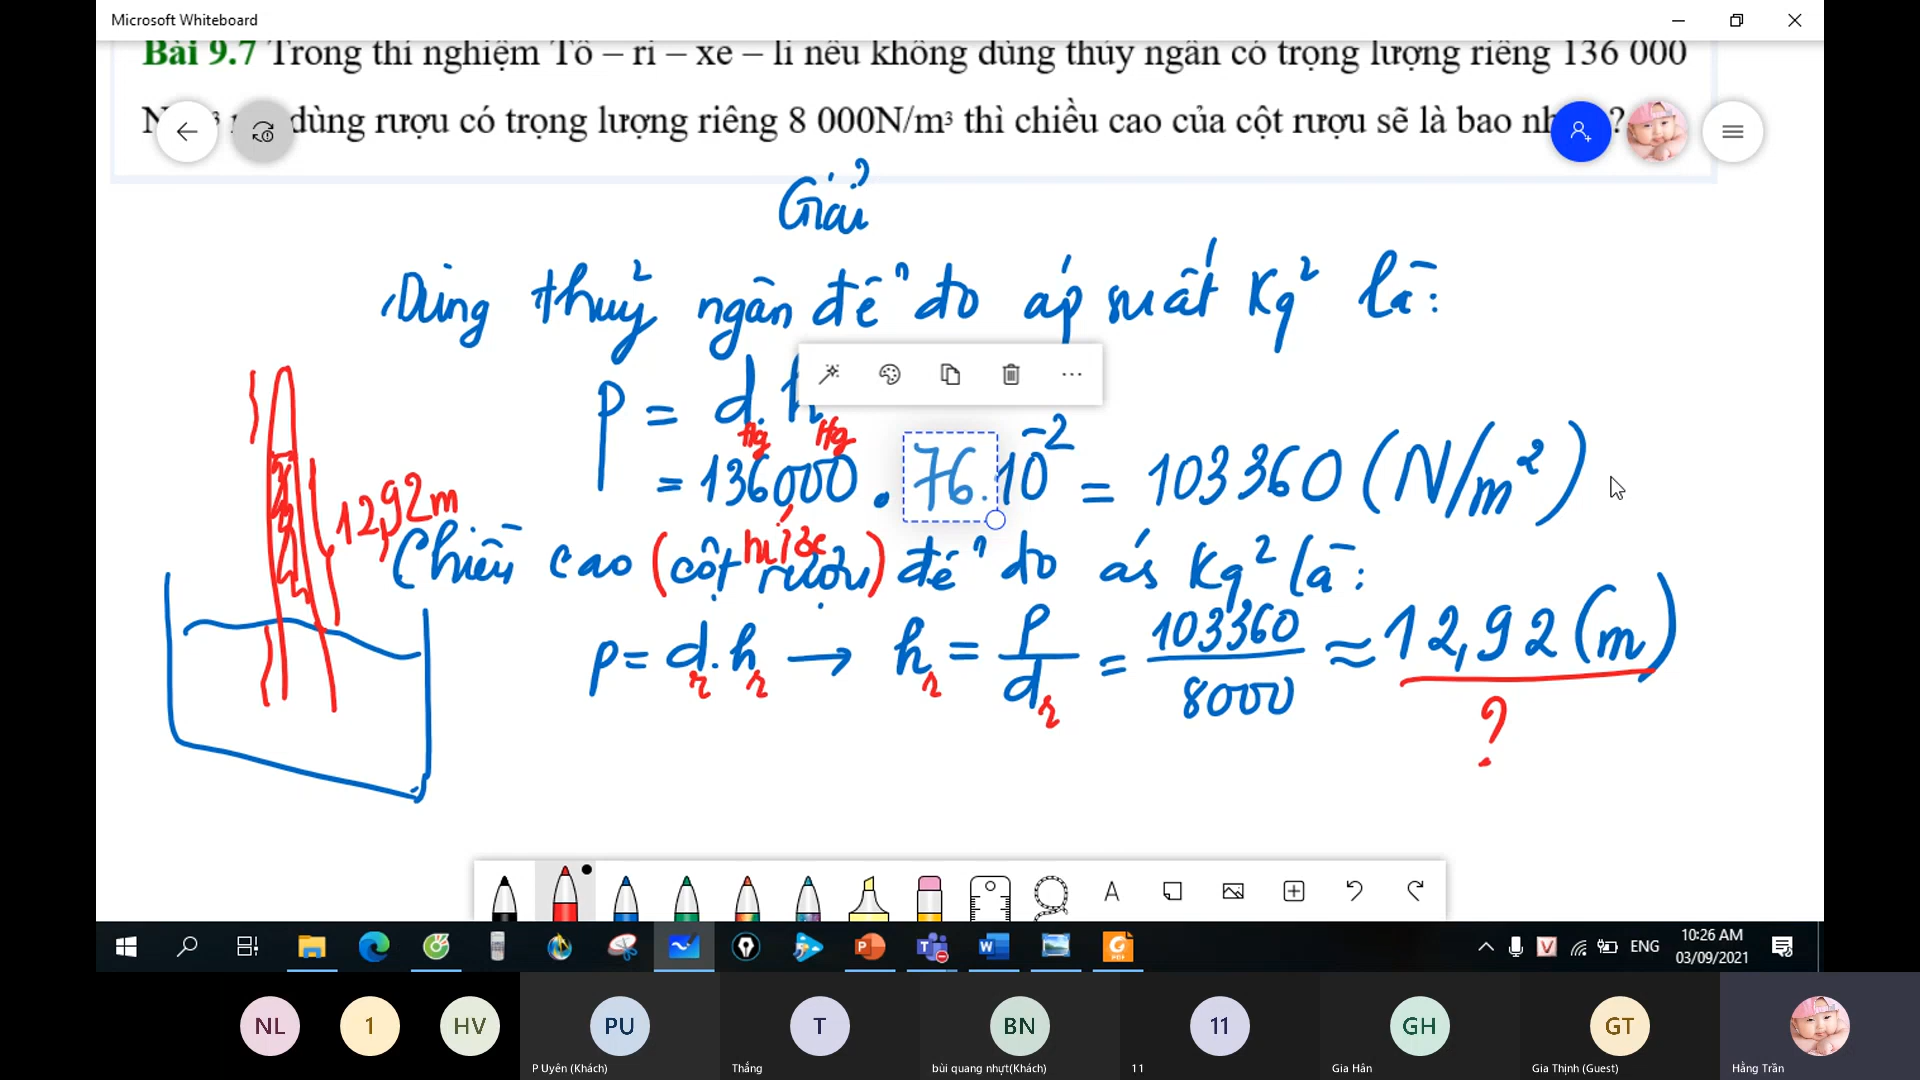 Microsoft Whiteboard
Bài 9.7 Trong thí nghiệm Tô – ri – xe – li nếu không dùng thủy ngân có trọng lượng riêng 136 000
dùng rượu có trọng lượng riêng 8 000N/m³ thì chiều cao của cột rượu sẽ là bao nh ?
Giải
Dùng thuỷ ngân để đo áp suất Kq² là:
P = d.h
Hg Hg
= 136000 . 76.10⁻² = 103360 (N/m²)
12,92m
nước
Chiều cao (cột rượu) để đo ás Kq² là:
p = d.h → h = p/d = 103360/8000 ≈ 12,92 (m)
r r r r
?
A
ENG
10:26 AM
03/09/2021
NL
1
HV
PU
T
BN
11
GH
GT
P Uyên (Khách)
Thắng
bùi quang nhựt(Khách)
11
Gia Hân
Gia Thịnh (Guest)
Hằng Trần